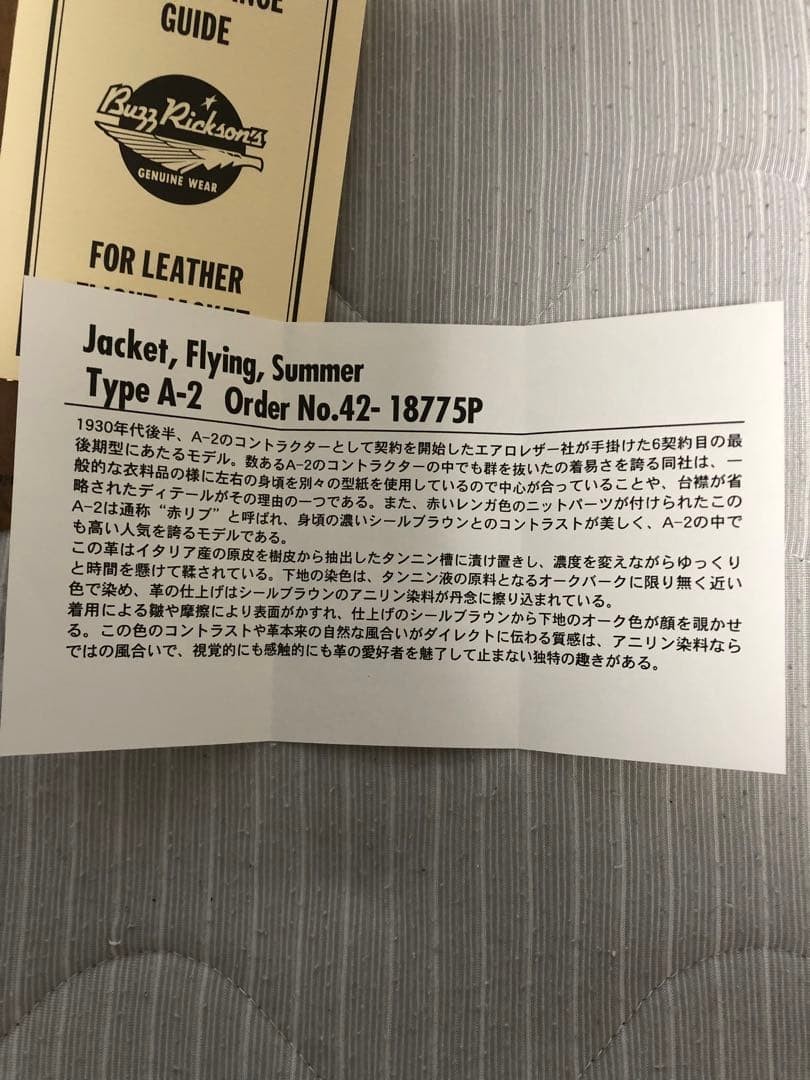 GUIDE
Buzz Rickson's
GENUINE WEAR
FOR LEATHER
Jacket, Flying, Summer
Type A-2 Order No.42- 18775P
1930年代後半、A-2のコントラクターとして契約を開始したエアロレザー社が手掛けた6契約目の最
後期型にあたるモデル。数あるA-2のコントラクターの中でも群を抜いたの着易さを誇る同社は、一
般的な衣料品の様に左右の身頃を別々の型紙を使用しているので中心が合っていることや、台襟が省
略されたディテールがその理由の一つである。また、赤いレンガ色のニットパーツが付けられたこの
A-2は通称“赤リブ”と呼ばれ、身頃の濃いシールブラウンとのコントラストが美しく、A-2の中で
も高い人気を誇るモデルである。
この革はイタリア産の原皮を樹皮から抽出したタンニン槽に漬け置きし、濃度を変えながらゆっくり
と時間を懸けて鞣されている。下地の染色は、タンニン液の原料となるオークバークに限り無く近い
色で染め、革の仕上げはシールブラウンのアニリン染料が丹念に擦り込まれている。
着用による皺や摩擦により表面がかすれ、仕上げのシールブラウンから下地のオーク色が顔を覗かせ
る。この色のコントラストや革本来の自然な風合いがダイレクトに伝わる質感は、アニリン染料なら
ではの風合いで、視覚的にも感触的にも革の愛好者を魅了して止まない独特の趣きがある。